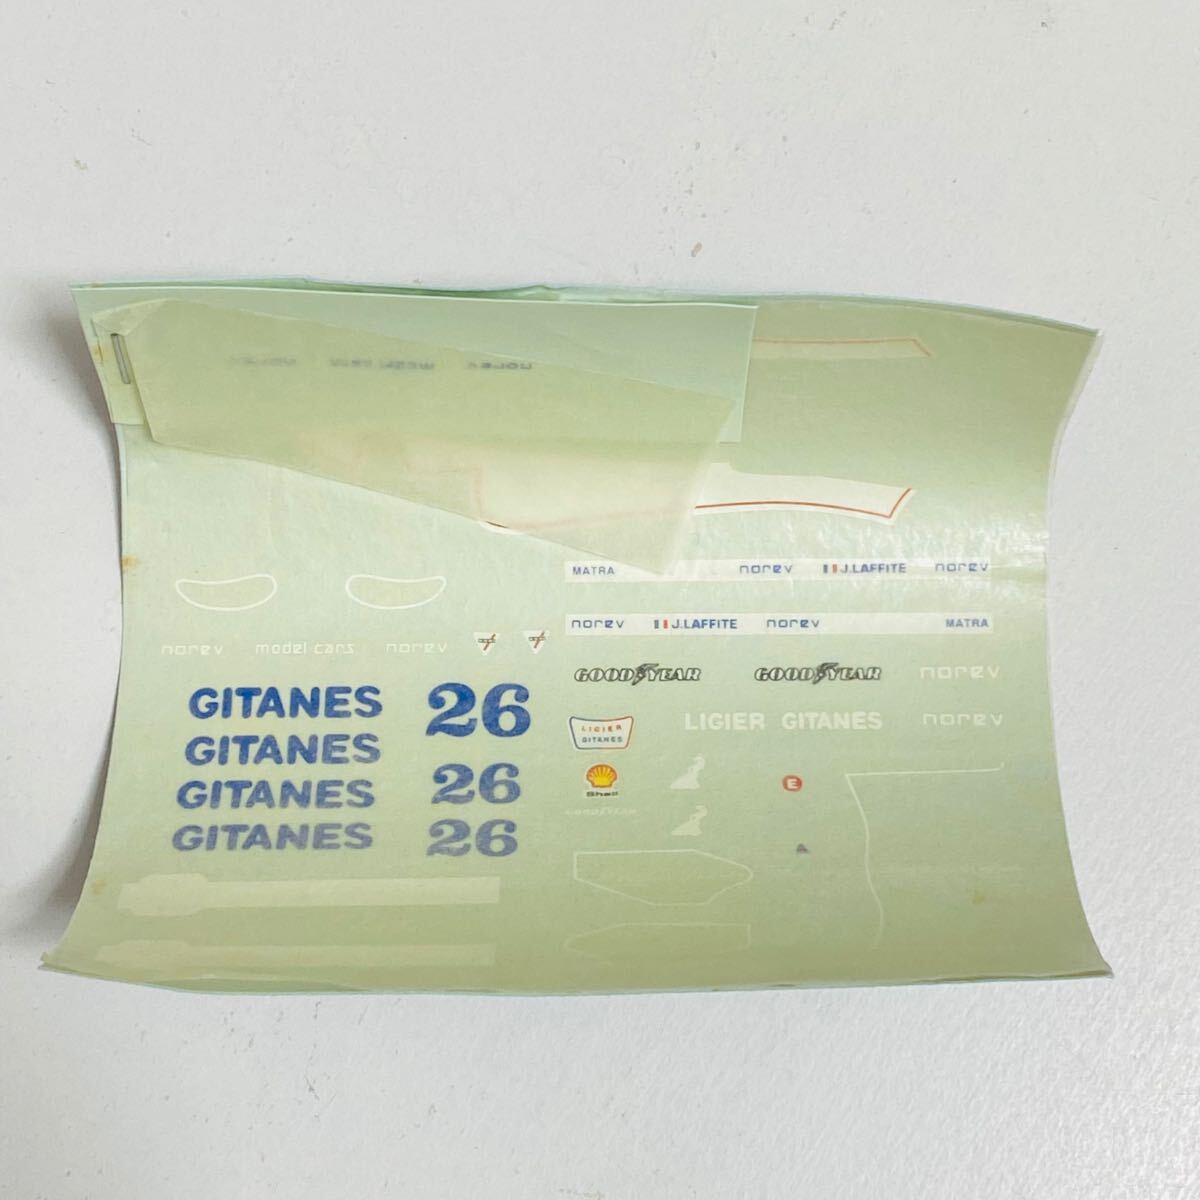 MATRA norev J.LAFFITE norev
norev J.LAFFITE norev MATRA
norev model cars norev
GOODYEAR GOODYEAR norev
GITANES 26
GITANES
GITANES 26
GITANES 26
LIGIER GITANES
LIGIER GITANES norev
Shell
E
GOODYEAR
A